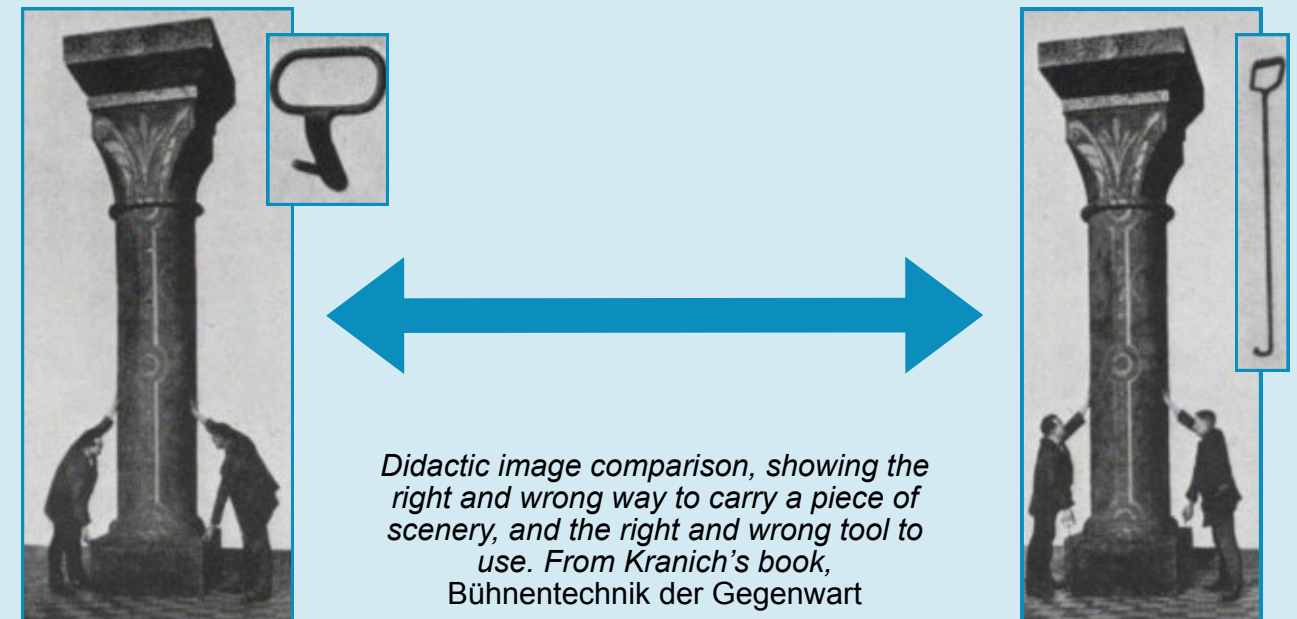 Didactic image comparison, showing the
right and wrong way to carry a piece of
scenery, and the right and wrong tool to
use. From Kranich’s book,
Bühnentechnik der Gegenwart